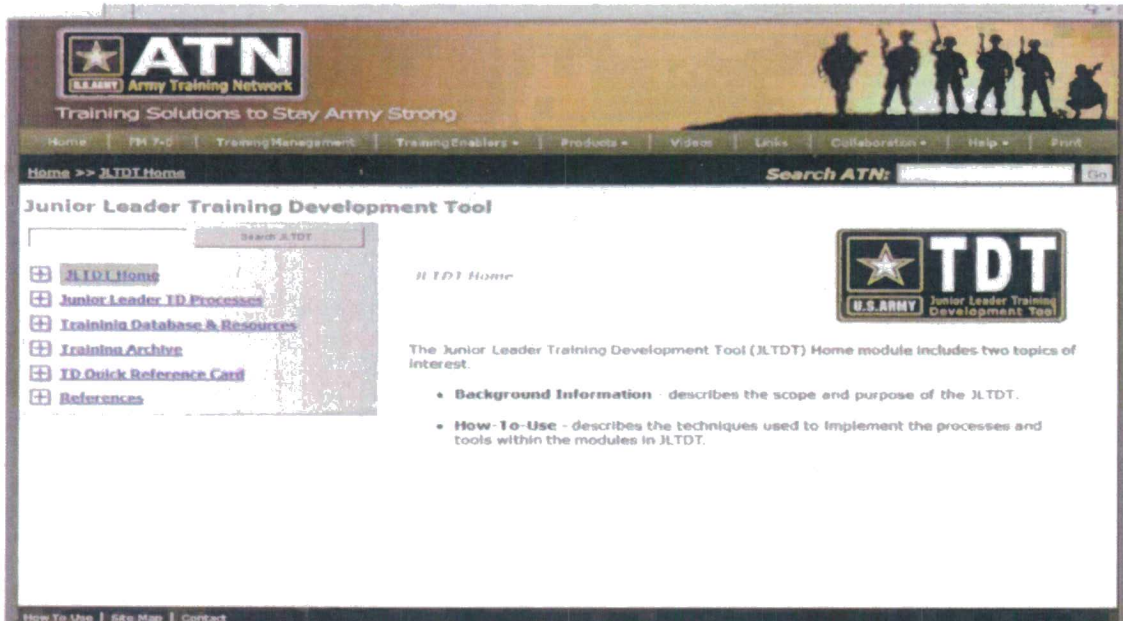 ATN
U.S.ARMY Army Training Network
Training Solutions to Stay Army Strong
Home | FM 7-0 | Training Management | Training Enablers | Products | Videos | Links | Collaboration | Help | Print
Home >> JLTDT Home
Search ATN: Go
Junior Leader Training Development Tool
Search JLTDT
JLTDT Home
Junior Leader TD Processes
Traininig Database & Resources
Training Archive
TD Quick Reference Card
References
JLTDT Home
TDT
U.S.ARMY Junior Leader Training
Development Tool
The Junior Leader Training Development Tool (JLTDT) Home module includes two topics of
interest.
• Background Information - describes the scope and purpose of the JLTDT.
• How-To-Use - describes the techniques used to implement the processes and
tools within the modules in JLTDT.
How To Use | Site Map | Contact